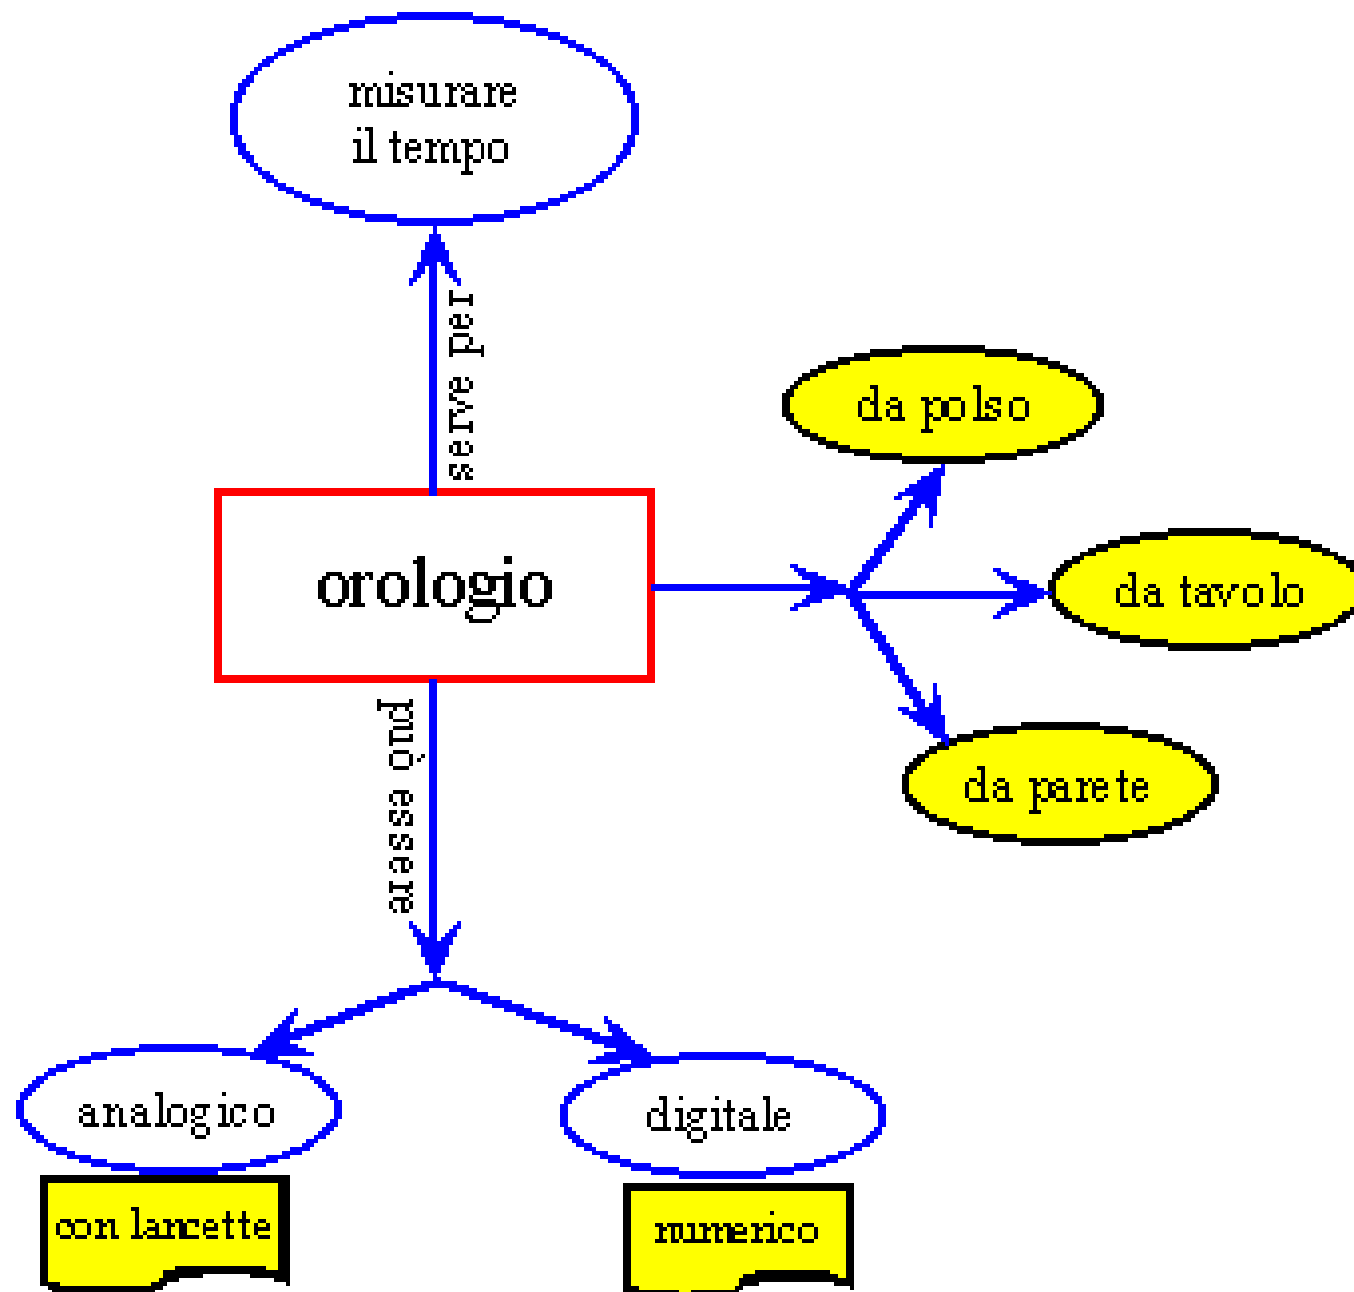 misurare
il tempo
serve per
da polso
orologio
da tavolo
può essere
da parete
analogico
digitale
con lancette
numerico